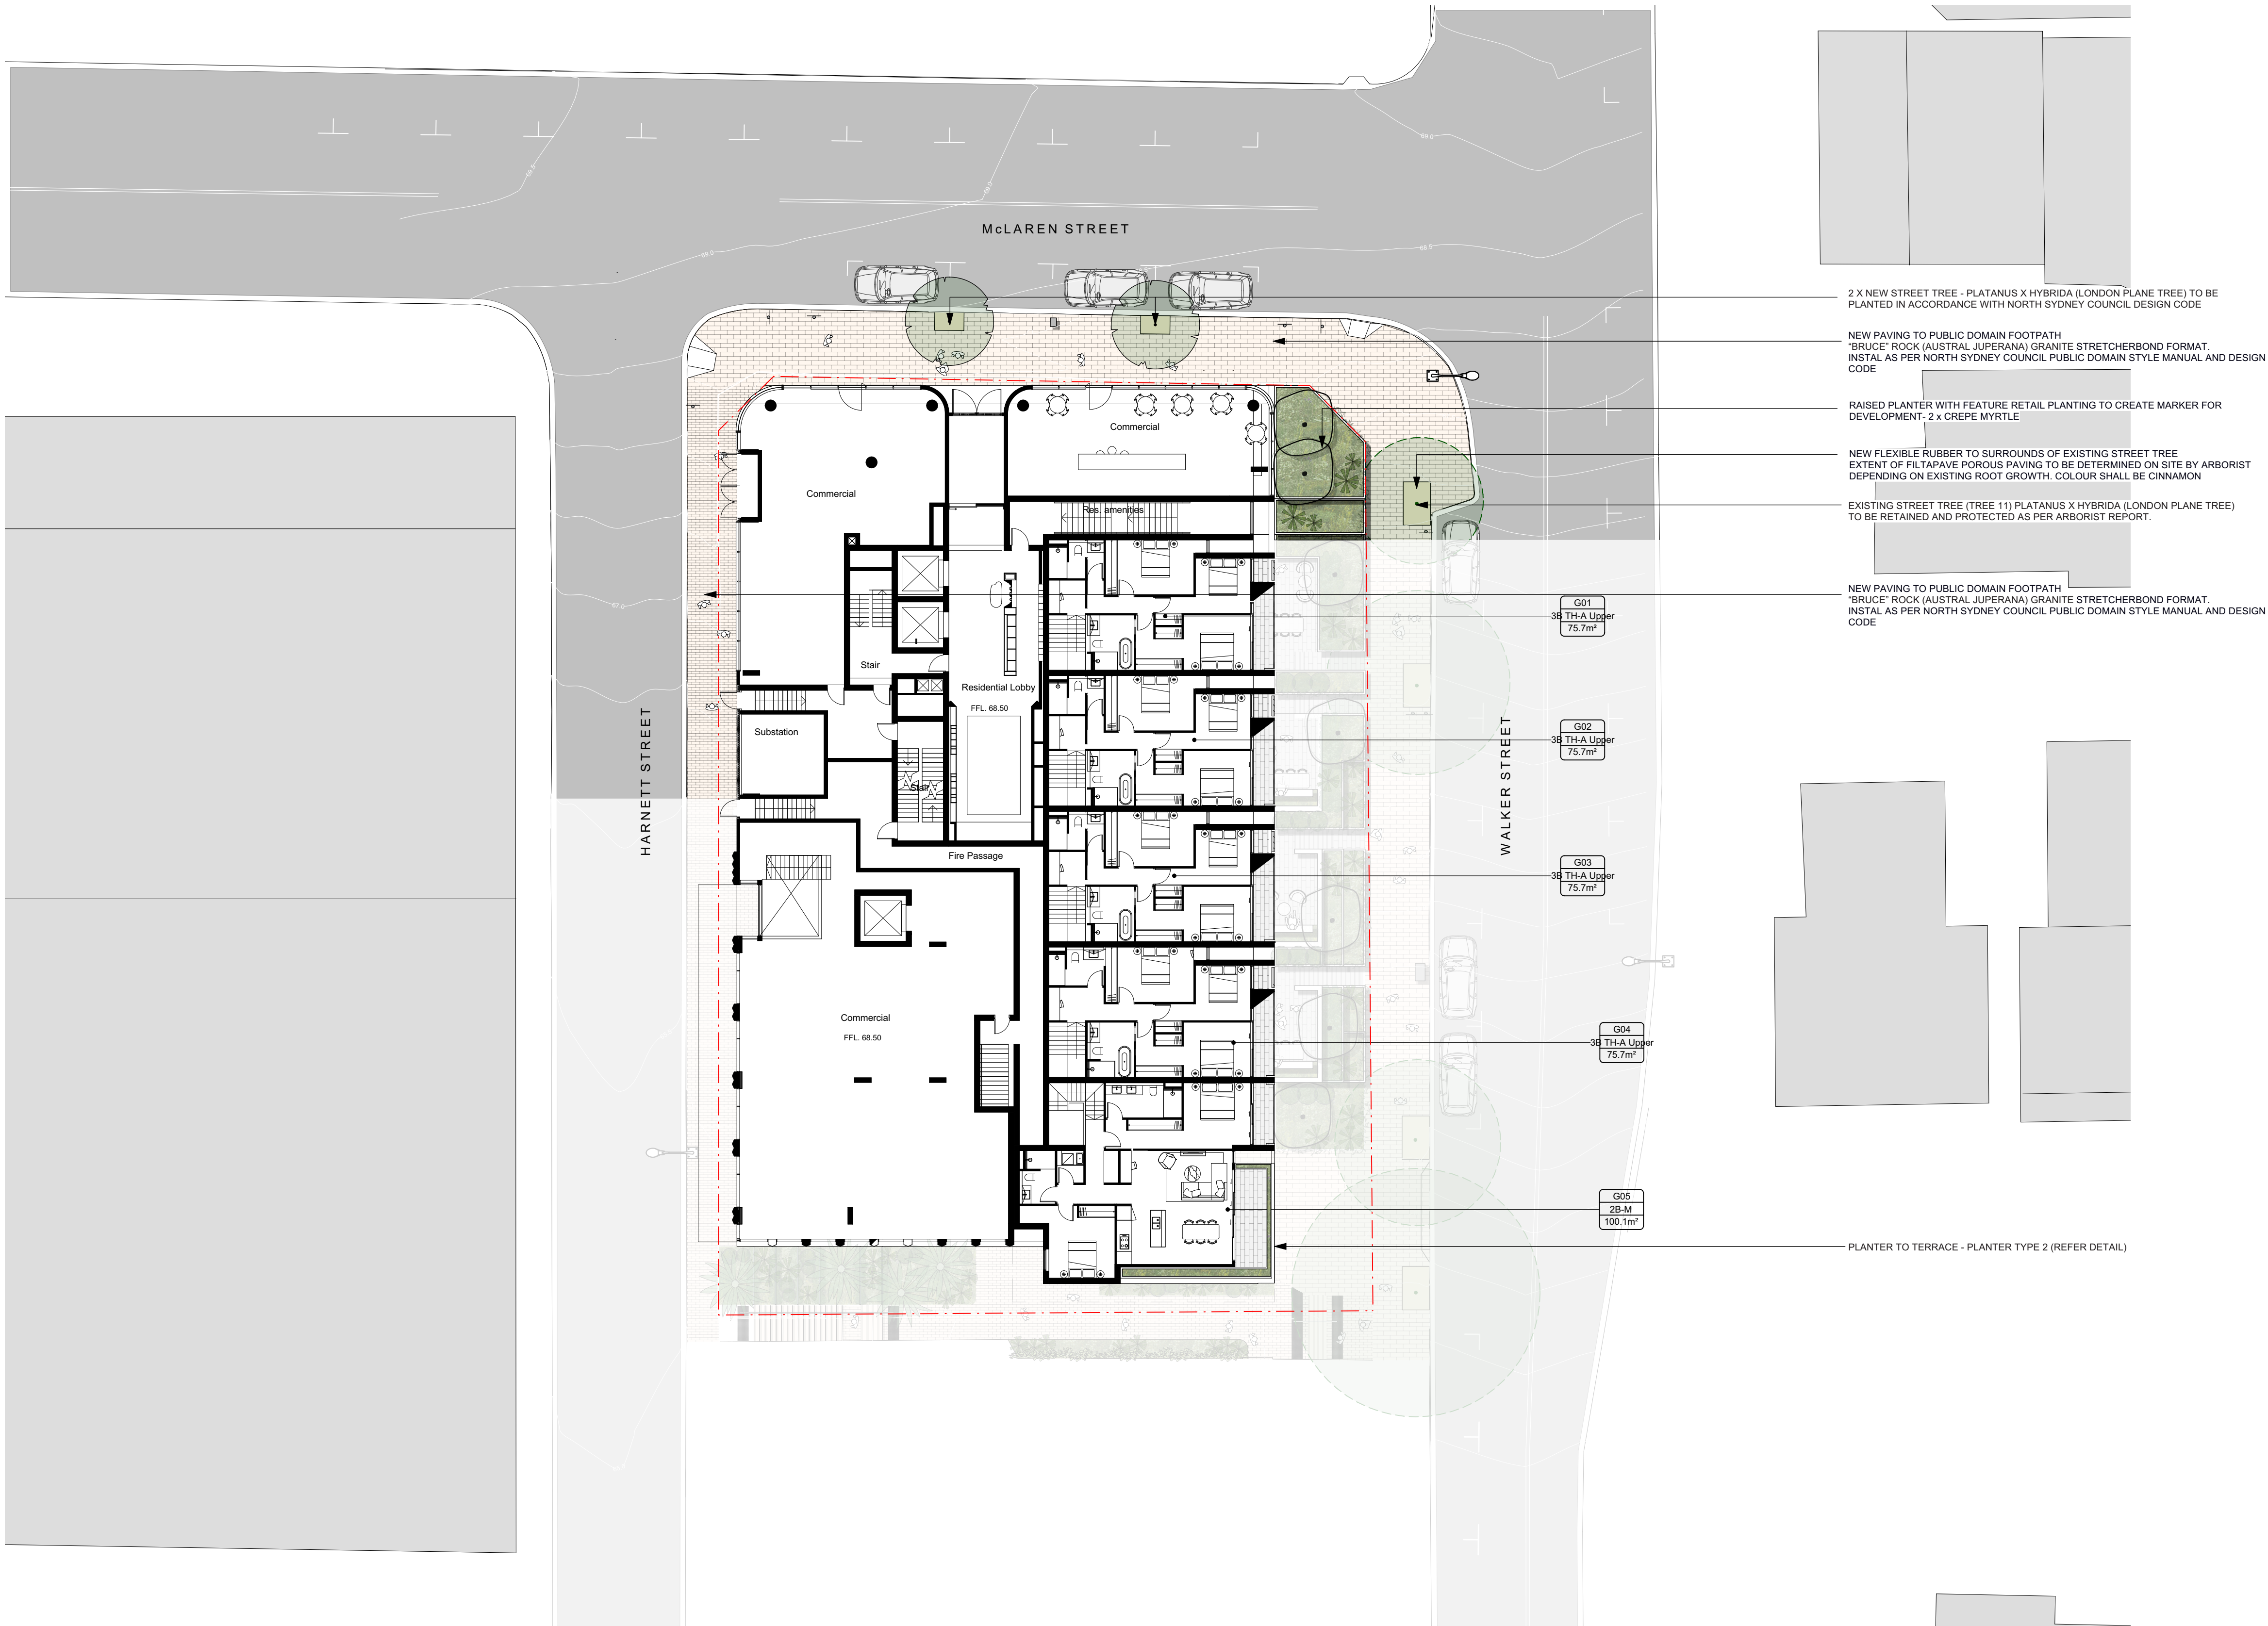 McLAREN STREET
2 X NEW STREET TREE - PLATANUS X HYBRIDA (LONDON PLANE TREE) TO BE
PLANTED IN ACCORDANCE WITH NORTH SYDNEY COUNCIL DESIGN CODE
NEW PAVING TO PUBLIC DOMAIN FOOTPATH
“BRUCE” ROCK (AUSTRAL JUPERANA) GRANITE STRETCHERBOND FORMAT.
INSTAL AS PER NORTH SYDNEY COUNCIL PUBLIC DOMAIN STYLE MANUAL AND DESIGN
CODE
RAISED PLANTER WITH FEATURE RETAIL PLANTING TO CREATE MARKER FOR
DEVELOPMENT- 2 x CREPE MYRTLE
NEW FLEXIBLE RUBBER TO SURROUNDS OF EXISTING STREET TREE
EXTENT OF FILTAPAVE POROUS PAVING TO BE DETERMINED ON SITE BY ARBORIST
DEPENDING ON EXISTING ROOT GROWTH. COLOUR SHALL BE CINNAMON
EXISTING STREET TREE (TREE 11) PLATANUS X HYBRIDA (LONDON PLANE TREE)
TO BE RETAINED AND PROTECTED AS PER ARBORIST REPORT.
NEW PAVING TO PUBLIC DOMAIN FOOTPATH
“BRUCE” ROCK (AUSTRAL JUPERANA) GRANITE STRETCHERBOND FORMAT.
INSTAL AS PER NORTH SYDNEY COUNCIL PUBLIC DOMAIN STYLE MANUAL AND DESIGN
CODE
Commercial
Commercial
Res. amenities
Stair
Residential Lobby
FFL. 68.50
Substation
Stair
Fire Passage
Commercial
FFL. 68.50
HARNETT STREET
WALKER STREET
G01
3B TH-A Upper
75.7m²
G02
3B TH-A Upper
75.7m²
G03
3B TH-A Upper
75.7m²
G04
3B TH-A Upper
75.7m²
G05
2B-M
100.1m²
PLANTER TO TERRACE - PLANTER TYPE 2 (REFER DETAIL)
69.0
67.0